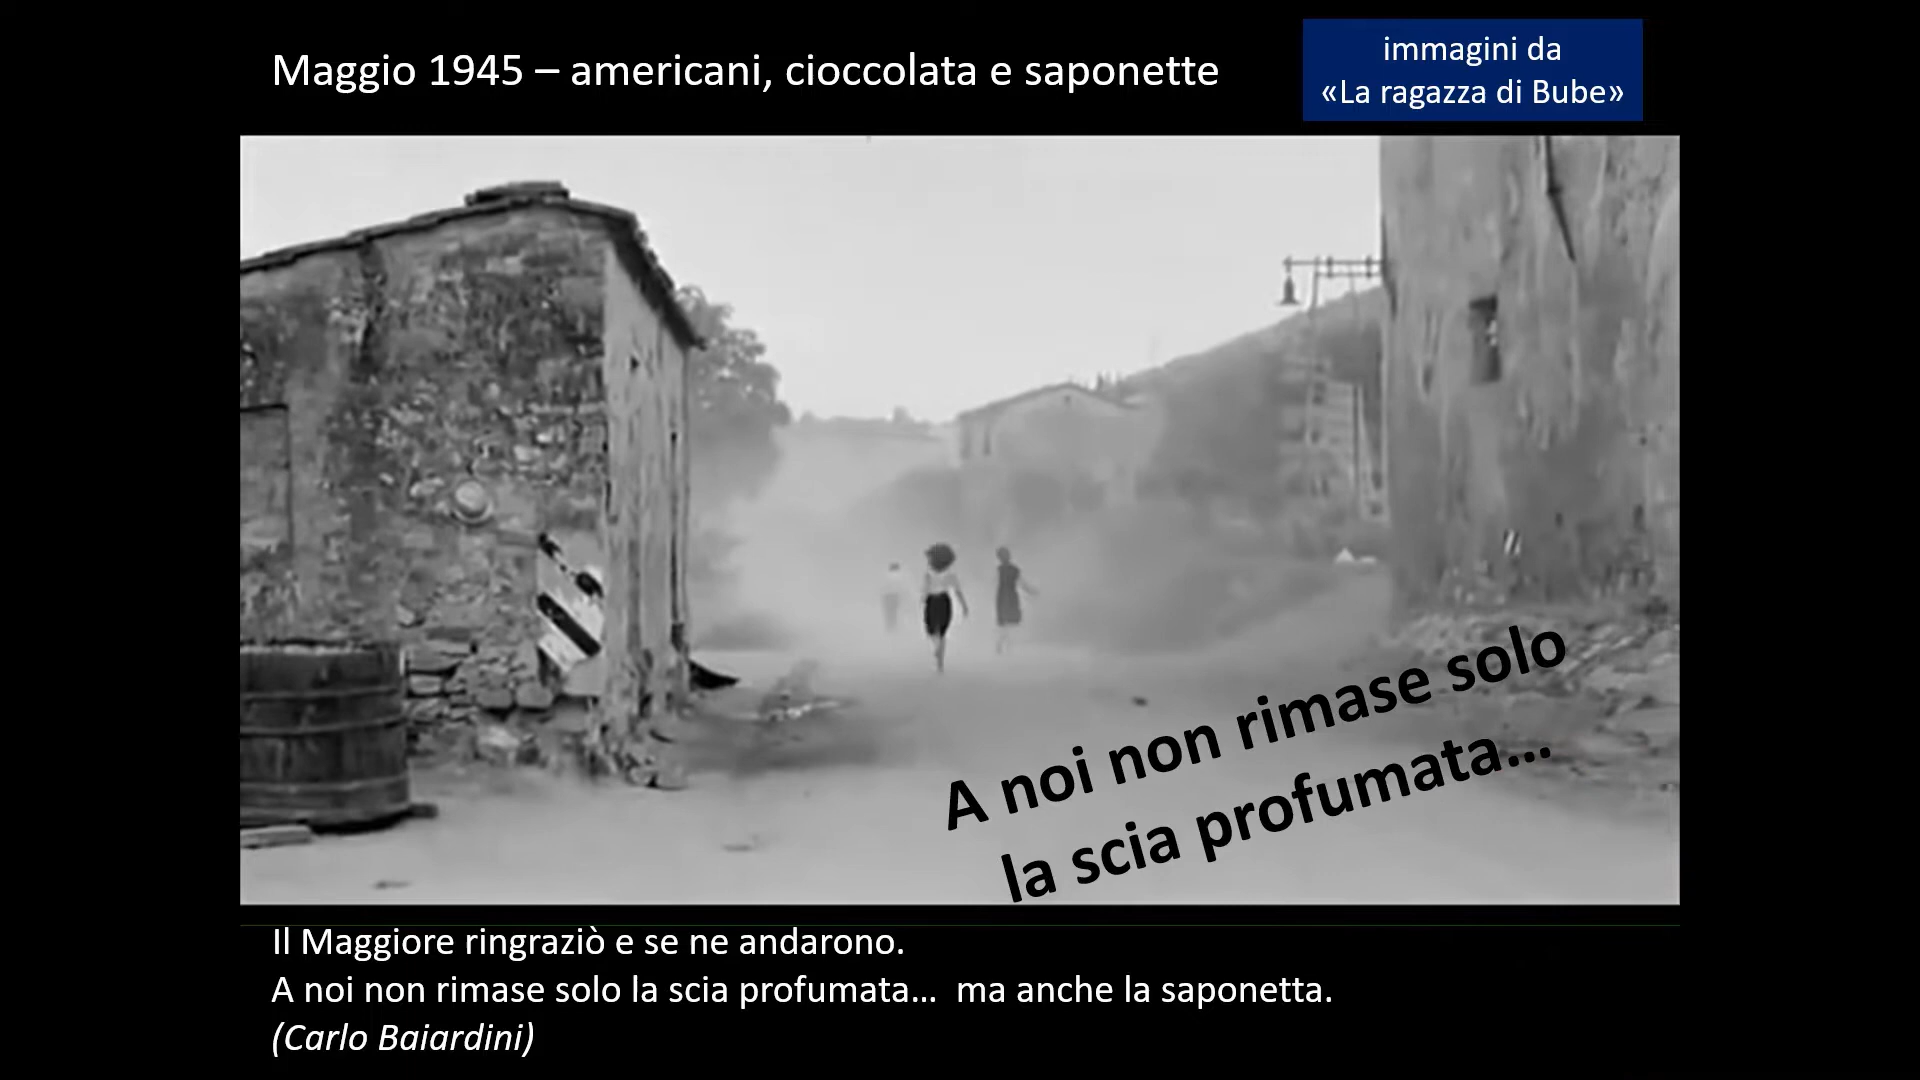 Maggio 1945 – americani, cioccolata e saponette
immagini da
«La ragazza di Bube»
A noi non rimase solo
la scia profumata...
Il Maggiore ringraziò e se ne andarono.
A noi non rimase solo la scia profumata...  ma anche la saponetta.
(Carlo Baiardini)